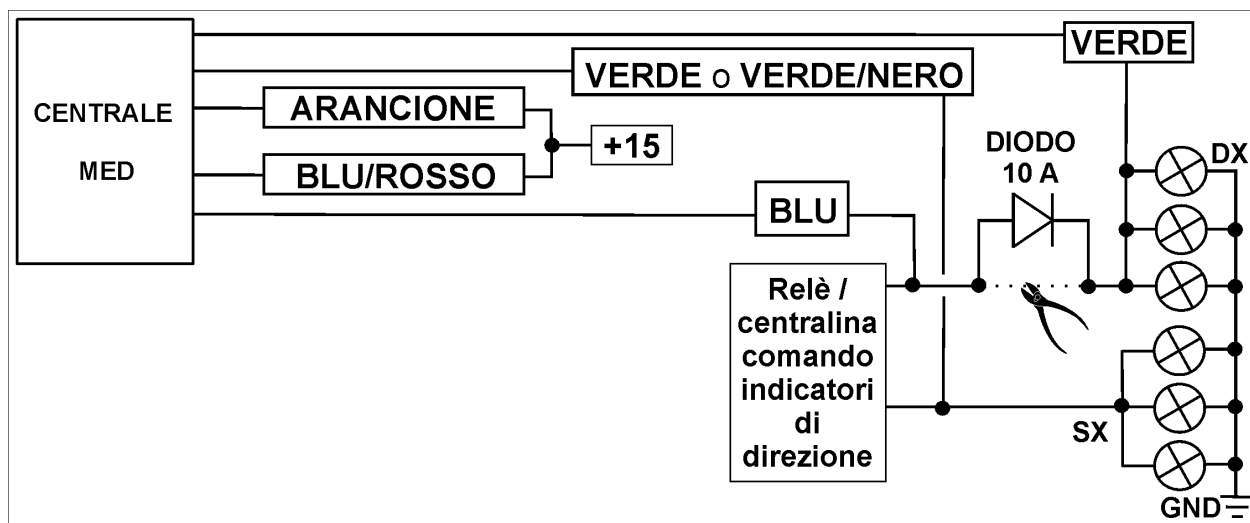 VERDE
VERDE o VERDE/NERO
CENTRALE
MED
ARANCIONE
+15
BLU/ROSSO
DIODO
10 A
DX
BLU
Relè /
centralina
comando
indicatori
di
direzione
SX
GND